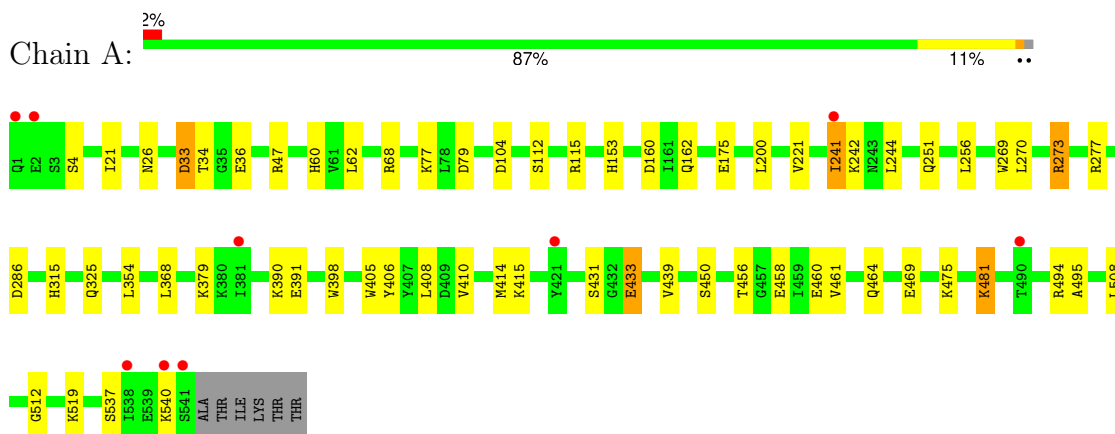 2%
Chain A:
87% 11% ••
Q1 E2 S3 S4 I21 N26 D33 T34 G35 E36 R47 H60 V61 L62 R68 K77 L78 D79 D104 S112 R115 H153 D160 I161 Q162 E175 L200 V221 I241 K242 N243 L244 Q251 L256 W269 L270 R273 R277
D286 H315 Q325 L354 L368 K379 K380 I381 K390 E391 W398 W405 Y406 Y407 L408 D409 V410 M414 K415 Y421 S431 G432 E433 V439 S450 T456 G457 E458 I459 E460 V461 Q464 E469 K475 K481 T490 R494 A495 L508
G512 K519 S537 I538 E539 K540 S541 ALA THR ILE LYS THR THR